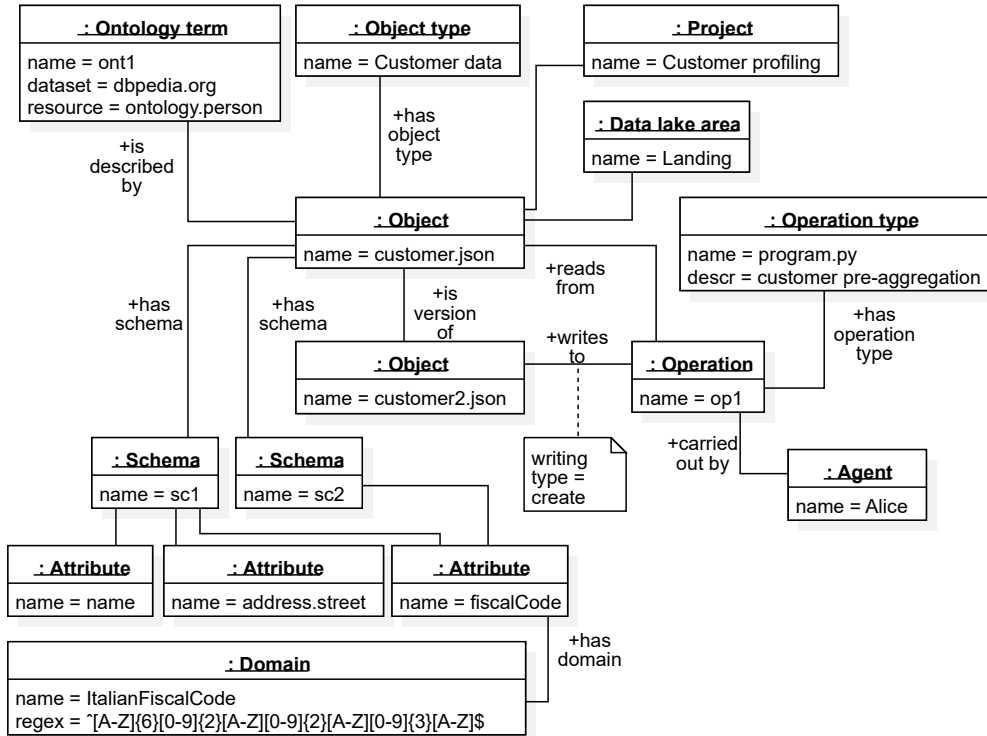 : Ontology term
name = ont1
dataset = dbpedia.org
resource = ontology.person
: Object type
name = Customer data
: Project
name = Customer profiling
: Data lake area
name = Landing
+is
described
by
+has
object
type
: Object
name = customer.json
: Operation type
name = program.py
descr = customer pre-aggregation
+has
schema
+has
schema
+is
version
of
+reads
from
+writes
to
+has
operation
type
: Object
name = customer2.json
: Operation
name = op1
writing
type =
create
+carried
out by
: Agent
name = Alice
: Schema
name = sc1
: Schema
name = sc2
: Attribute
name = name
: Attribute
name = address.street
: Attribute
name = fiscalCode
+has
domain
: Domain
name = ItalianFiscalCode
regex = ^[A-Z]{6}[0-9]{2}[A-Z][0-9]{2}[A-Z][0-9]{3}[A-Z]$